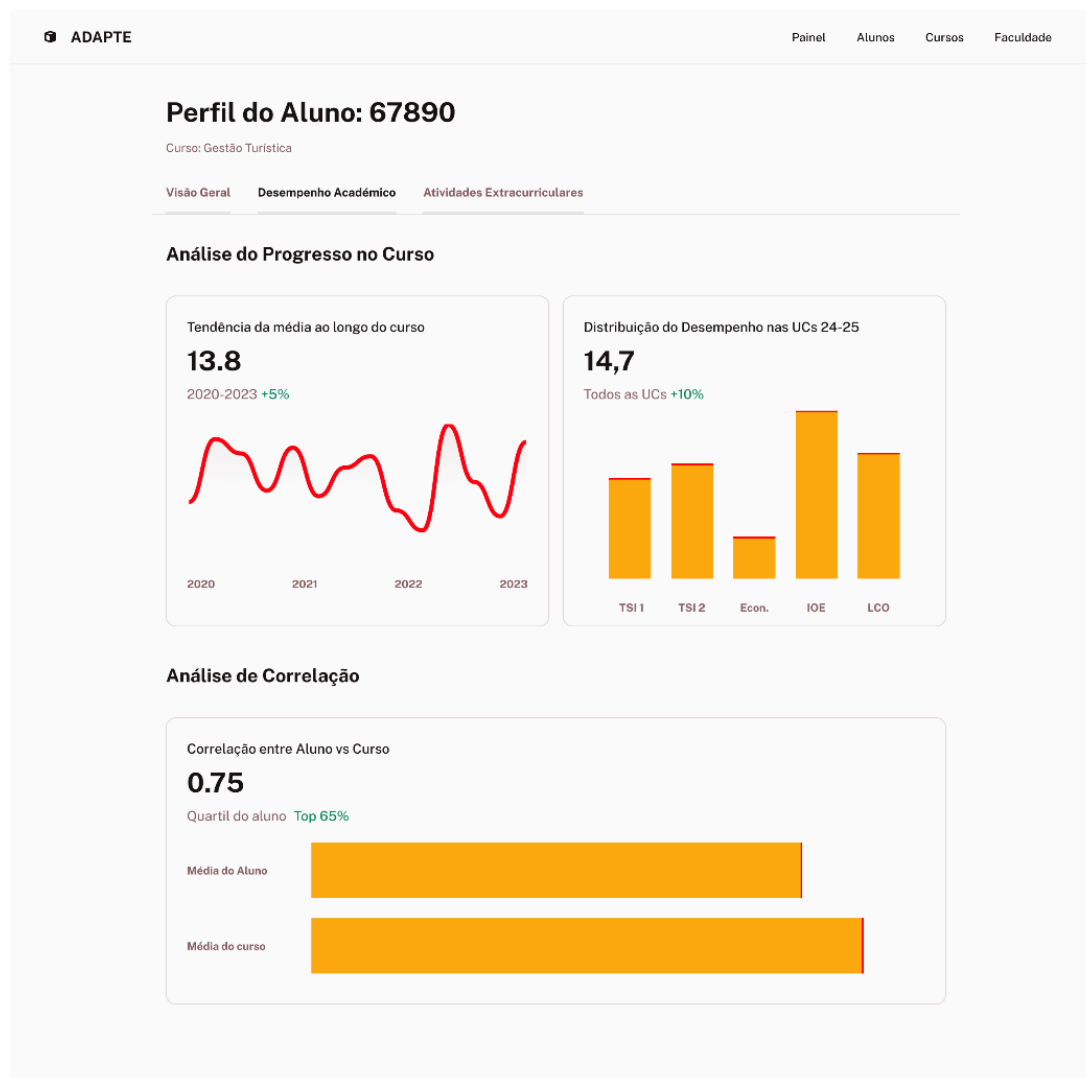 ADAPTE
Painel
Alunos
Cursos
Faculdade
Perfil do Aluno: 67890
Curso: Gestão Turística
Visão Geral
Desempenho Académico
Atividades Extracurriculares
Análise do Progresso no Curso
Tendência da média ao longo do curso
13.8
2020-2023 +5%
2020
2021
2022
2023
Distribuição do Desempenho nas UCs 24-25
14,7
Todos as UCs +10%
TSI 1
TSI 2
Econ.
IOE
LCO
Análise de Correlação
Correlação entre Aluno vs Curso
0.75
Quartil do aluno Top 65%
Média do Aluno
Média do curso